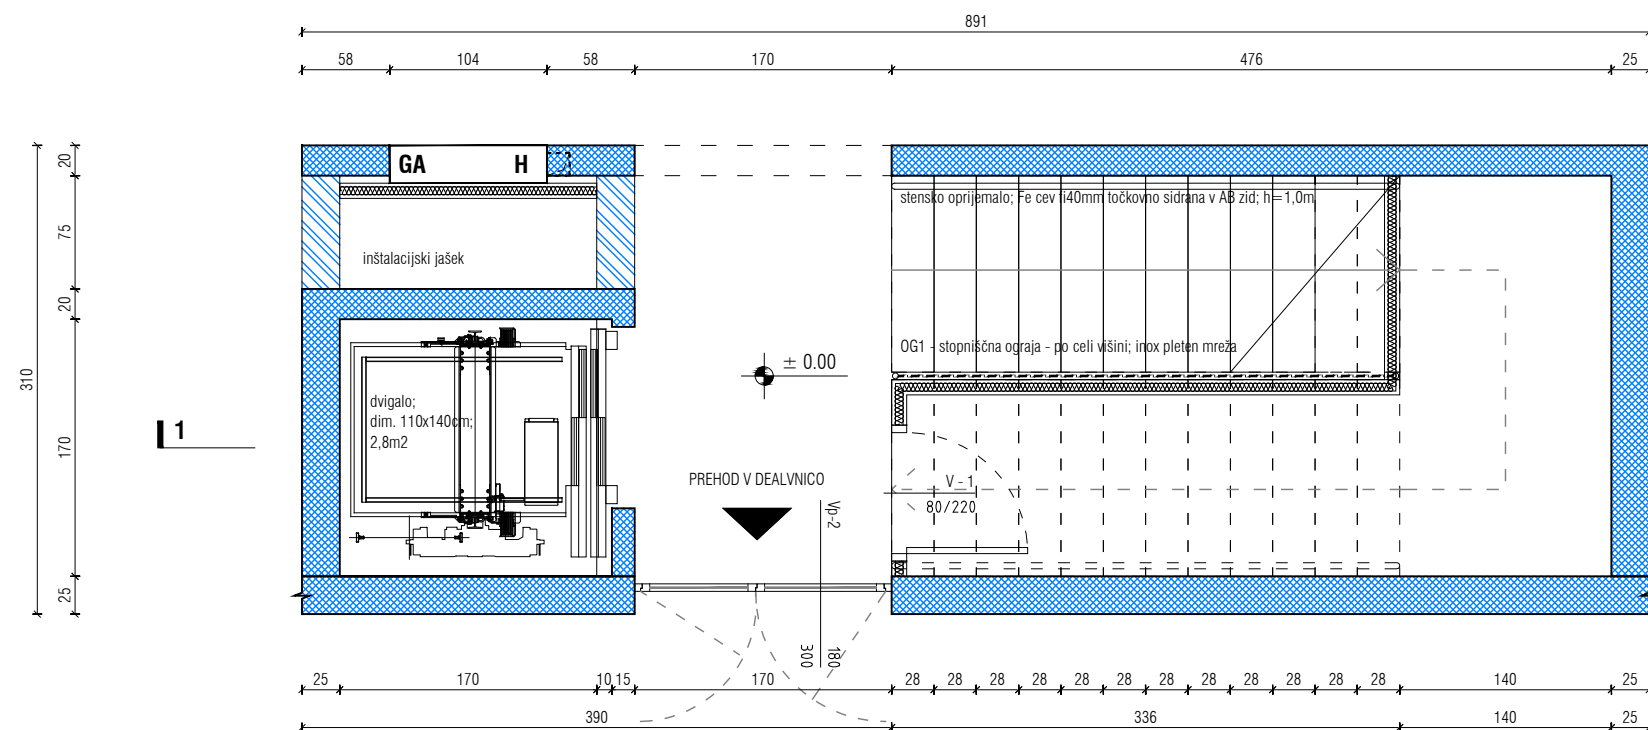 891
58 104 58 170 476 25
20
75
20
170
25
310
GA H
stensko oprijemalo; Fe cev fi40mm točkovno sidrana v AB zid; h=1,0m
inštalacijski jašek
OG1 - stopniščna ograja - po celi višini; inox pleten mreža
± 0.00
dvigalo;
dim. 110x140cm;
2,8m2
1
PREHOD V DEALVNICO
V - 1
80/220
Vp-2
180
300
25 170 10 15 170 28 28 28 28 28 28 28 28 28 28 28 28 140 25
390 336 140 25